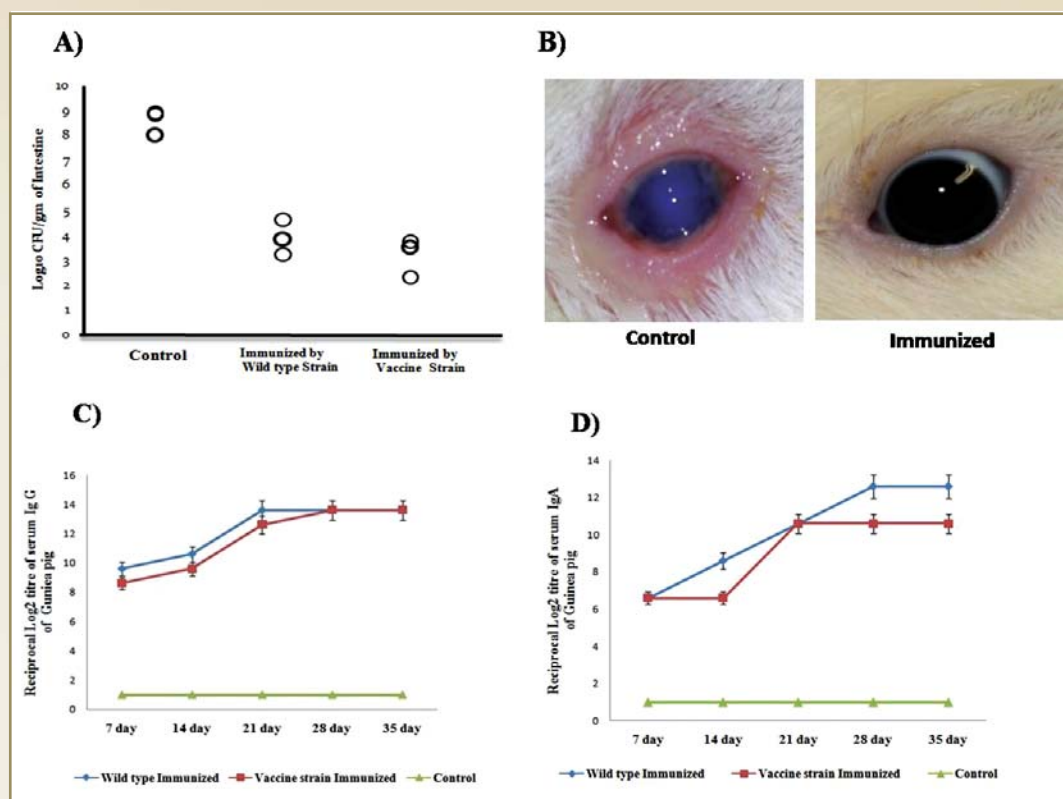 A)
10
9
8
7
6
5
4
3
2
1
0
Log10 CFU/gm of Intestine
Control
Immunized by
Wild type Strain
Immunized by
Vaccine Strain
B)
Control
Immunized
C)
Reciprocal Log2 titre of serum Ig G
of Guniea pig
16
14
12
10
8
6
4
2
0
7 day 14 day 21 day 28 day 35 day
Wild type Immunized Vaccine strain Immunized Control
D)
Reciprocal Log2 titre of serum IgA
of Guinea pig
14
12
10
8
6
4
2
0
7 day 14 day 21 day 28 day 35 day
Wild type Immunized Vaccine strain Immunized Control